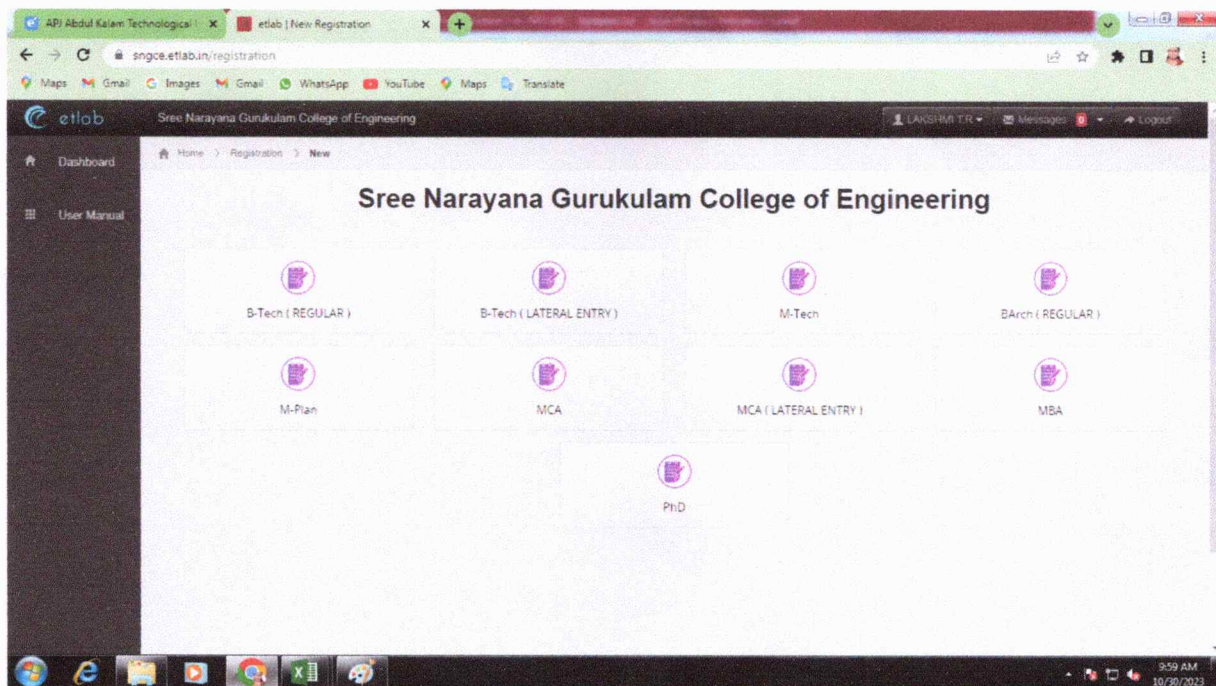 APJ Abdul Kalam Technological
etlab | New Registration
sngce.etlab.in/registration
Maps Gmail Images Gmail WhatsApp YouTube Maps Translate
etlab
Sree Narayana Gurukulam College of Engineering
LAKSHMI T.R
Messages 0
Logout
Dashboard
User Manual
Home > Registration > New
Sree Narayana Gurukulam College of Engineering
B-Tech ( REGULAR )
B-Tech ( LATERAL ENTRY )
M-Tech
BArch ( REGULAR )
M-Plan
MCA
MCA ( LATERAL ENTRY )
MBA
PhD
9:59 AM
10/30/2023